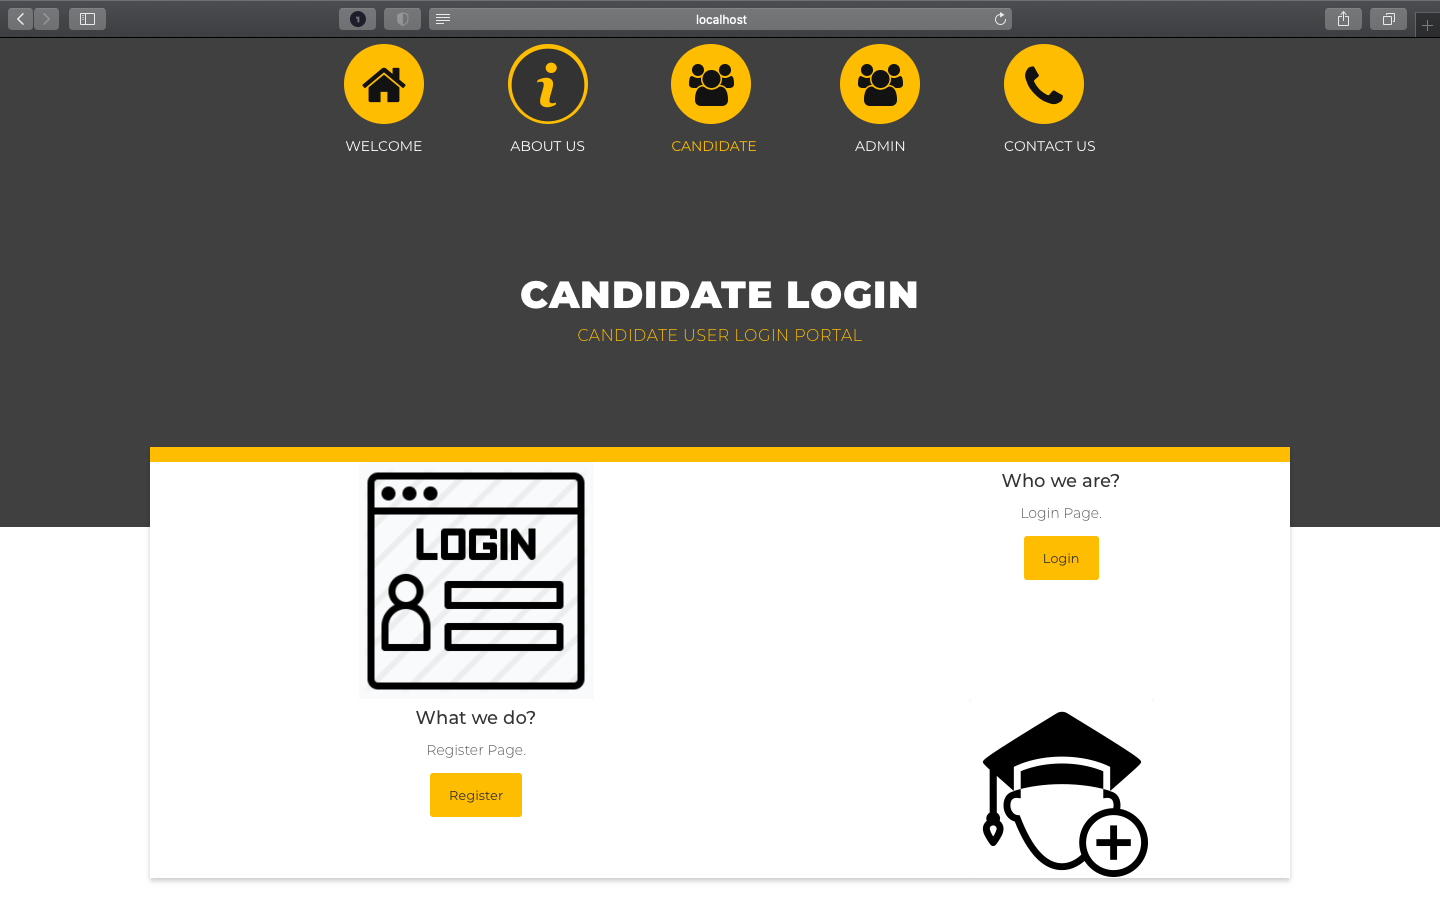 localhost
WELCOME
ABOUT US
CANDIDATE
ADMIN
CONTACT US
CANDIDATE LOGIN
CANDIDATE USER LOGIN PORTAL
LOGIN
Who we are?
Login Page.
Login
What we do?
Register Page.
Register